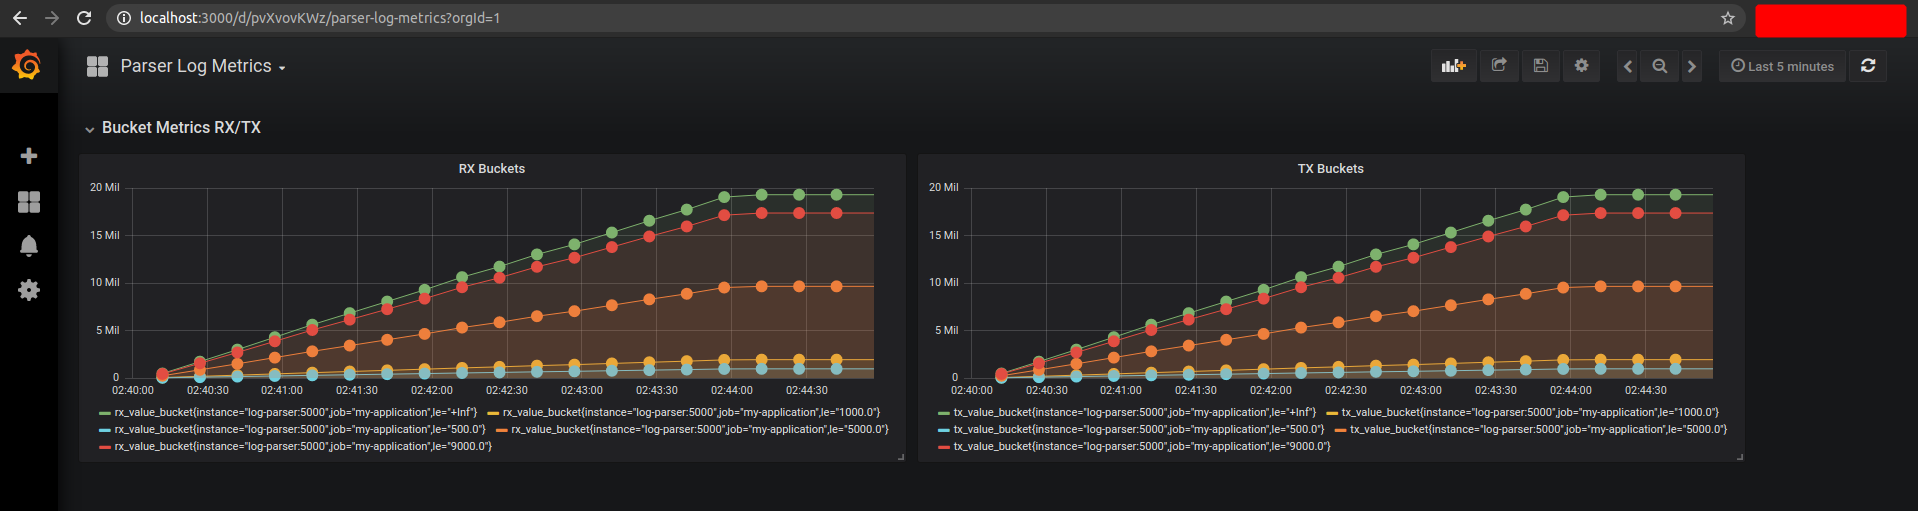 localhost:3000/d/pvXvovKWz/parser-log-metrics?orgId=1
Parser Log Metrics
Last 5 minutes
Bucket Metrics RX/TX
RX Buckets
20 Mil
15 Mil
10 Mil
5 Mil
0
02:40:00 02:40:30 02:41:00 02:41:30 02:42:00 02:42:30 02:43:00 02:43:30 02:44:00 02:44:30
rx_value_bucket{instance="log-parser:5000",job="my-application",le="+Inf"} rx_value_bucket{instance="log-parser:5000",job="my-application",le="1000.0"}
rx_value_bucket{instance="log-parser:5000",job="my-application",le="500.0"} rx_value_bucket{instance="log-parser:5000",job="my-application",le="5000.0"}
rx_value_bucket{instance="log-parser:5000",job="my-application",le="9000.0"}
TX Buckets
20 Mil
15 Mil
10 Mil
5 Mil
0
02:40:00 02:40:30 02:41:00 02:41:30 02:42:00 02:42:30 02:43:00 02:43:30 02:44:00 02:44:30
tx_value_bucket{instance="log-parser:5000",job="my-application",le="+Inf"} tx_value_bucket{instance="log-parser:5000",job="my-application",le="1000.0"}
tx_value_bucket{instance="log-parser:5000",job="my-application",le="500.0"} tx_value_bucket{instance="log-parser:5000",job="my-application",le="5000.0"}
tx_value_bucket{instance="log-parser:5000",job="my-application",le="9000.0"}